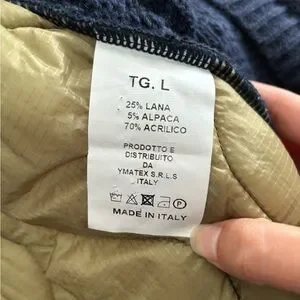 TG. L
25% LANA
5% ALPACA
70% ACRILICO
PRODOTTO E
DISTRIBUITO
DA
YMATEX S.R.L.S
ITALY
P
MADE IN ITALY